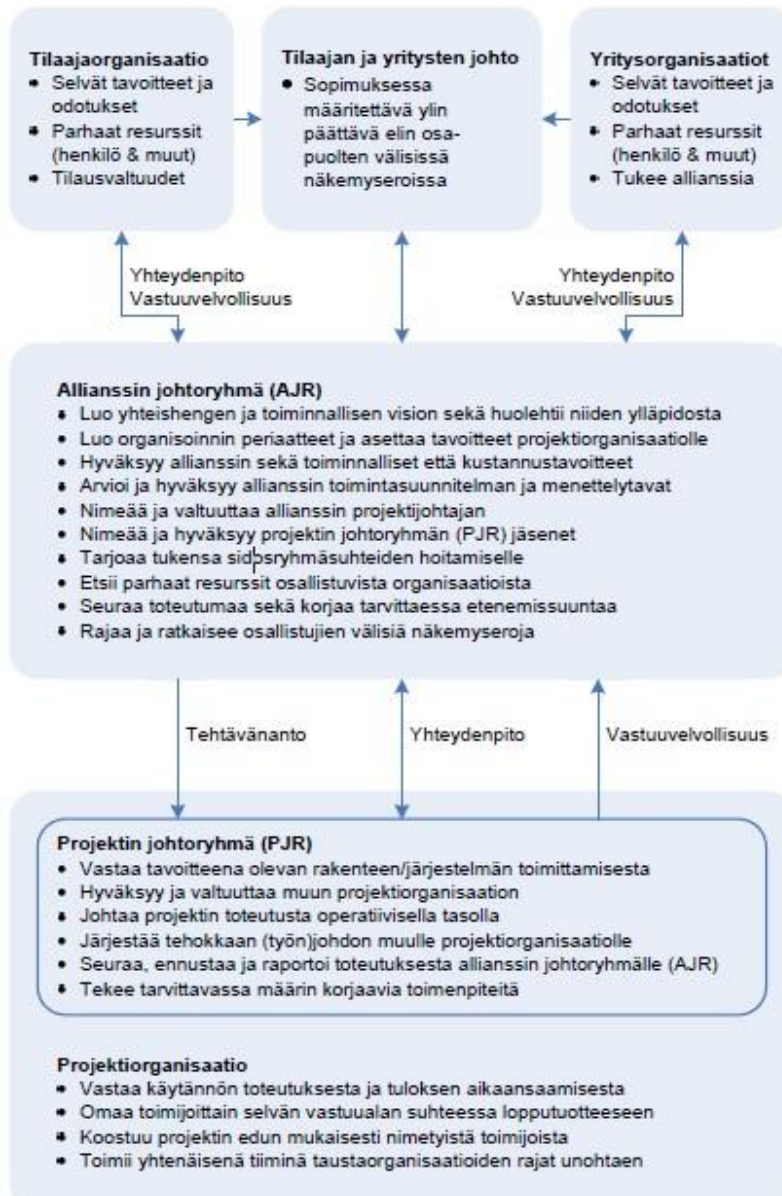 Tilaajaorganisaatio
• Selvät tavoitteet ja
odotukset
• Parhaat resurssit
(henkilö & muut)
• Tilausvaltuudet
Tilaajan ja yritysten johto
• Sopimuksessa
määritettävä ylin
päättävä elin osa-
puolten välisissä
näkemyseroissa
Yritysorganisaatiot
• Selvät tavoitteet ja
odotukset
• Parhaat resurssit
(henkilö & muut)
• Tukee allianssia
Yhteydenpito
Vastuuvelvollisuus
Yhteydenpito
Vastuuvelvollisuus
Allianssin johtoryhmä (AJR)
• Luo yhteishengen ja toiminnallisen vision sekä huolehtii niiden ylläpidosta
• Luo organisoinnin periaatteet ja asettaa tavoitteet projektiorganisaatiolle
• Hyväksyy allianssin sekä toiminnalliset että kustannustavoitteet
• Arvioi ja hyväksyy allianssin toimintasuunnitelman ja menettelytavat
• Nimeää ja valtuuttaa allianssin projektijohtajan
• Nimeää ja hyväksyy projektin johtoryhmän (PJR) jäsenet
• Tarjoaa tukensa sidosryhmäsuhteiden hoitamiselle
• Etsii parhaat resurssit osallistuvista organisaatioista
• Seuraa toteutumaa sekä korjaa tarvittaessa etenemissuuntaa
• Rajaa ja ratkaisee osallistujien välisiä näkemyseroja
Tehtävänanto
Yhteydenpito
Vastuuvelvollisuus
Projektin johtoryhmä (PJR)
• Vastaa tavoitteena olevan rakenteen/järjestelmän toimittamisesta
• Hyväksyy ja valtuuttaa muun projektiorganisaation
• Johtaa projektin toteutusta operatiivisella tasolla
• Järjestää tehokkaan (työn)johdon muulle projektiorganisaatiolle
• Seuraa, ennustaa ja raportoi toteutuksesta allianssin johtoryhmälle (AJR)
• Tekee tarvittavassa määrin korjaavia toimenpiteitä
Projektiorganisaatio
• Vastaa käytännön toteutuksesta ja tuloksen aikaansaamisesta
• Omaa toimijoittain selvän vastuualan suhteessa lopputuotteeseen
• Koostuu projektin edun mukaisesti nimetyistä toimijoista
• Toimii yhtenäisenä tiiminä taustaorganisaatioiden rajat unohtaen